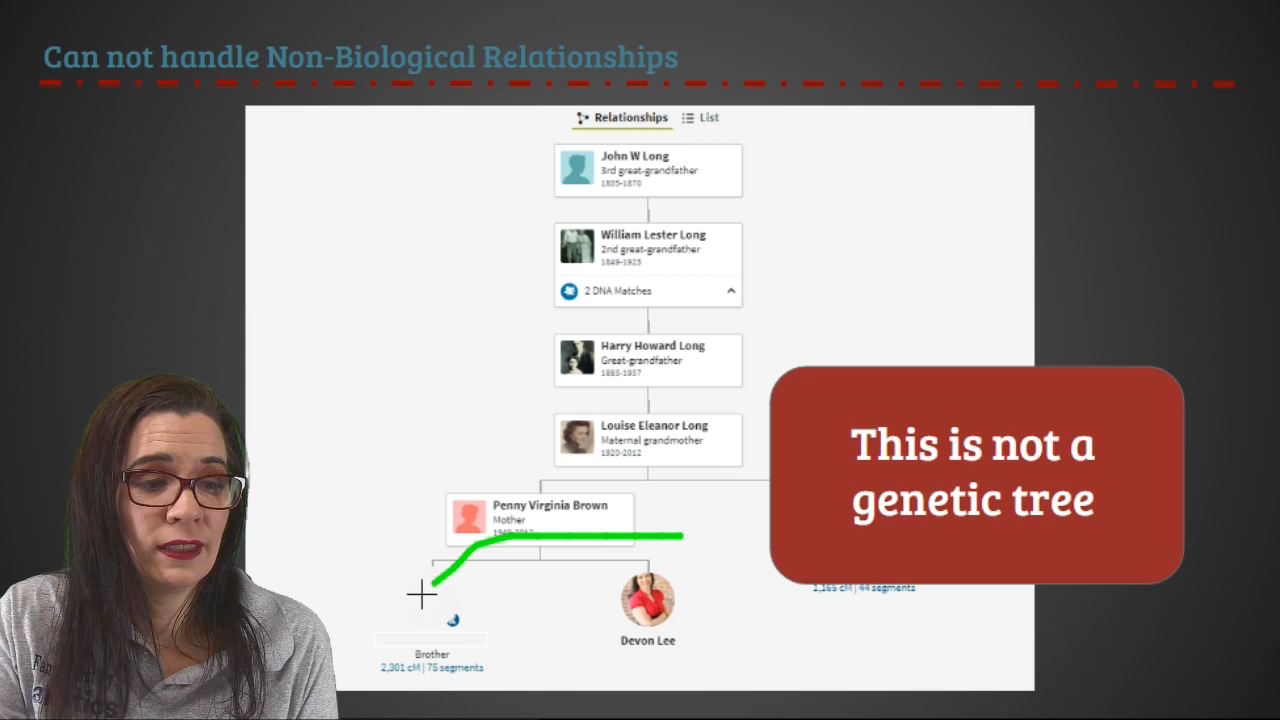 Can not handle Non-Biological Relationships
Relationships List
John W Long
3rd great-grandfather
1805-1870
William Lester Long
2nd great-grandfather
1849-1925
2 DNA Matches
Harry Howard Long
Great-grandfather
1883-1937
Louise Eleanor Long
Maternal grandmother
1920-2012
Penny Virginia Brown
Mother
This is not a
genetic tree
1,165 cM | 44 segments
Devon Lee
Brother
2,301 cM | 75 segments